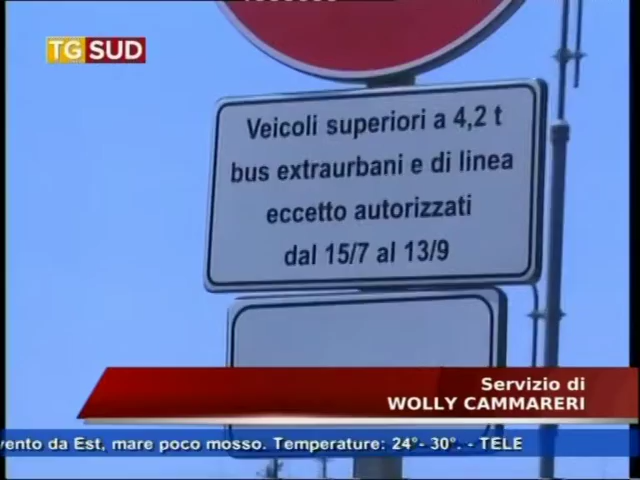 TG SUD
Veicoli superiori a 4,2 t
bus extraurbani e di linea
eccetto autorizzati
dal 15/7 al 13/9
Servizio di
WOLLY CAMMARERI
vento da Est, mare poco mosso. Temperature: 24°- 30°. - TELE